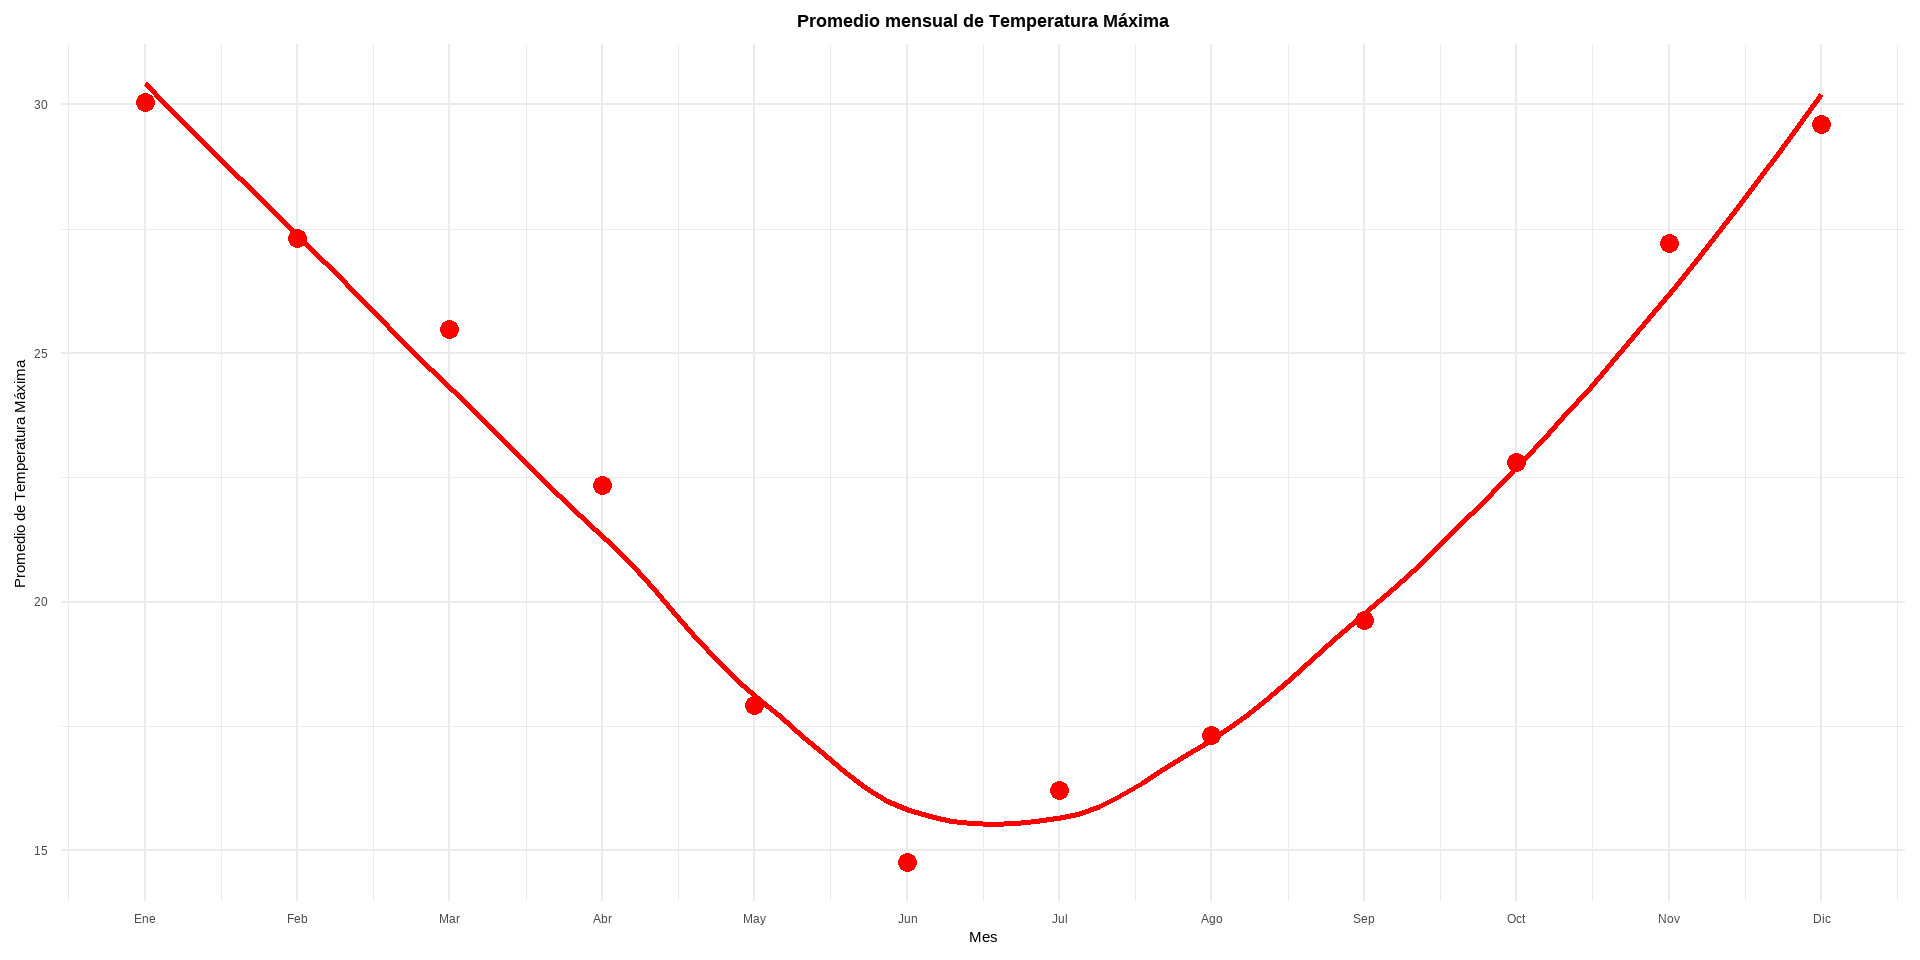 Promedio mensual de Temperatura Máxima
Promedio de Temperatura Máxima
30
25
20
15
Ene Feb Mar Abr May Jun Jul Ago Sep Oct Nov Dic
Mes